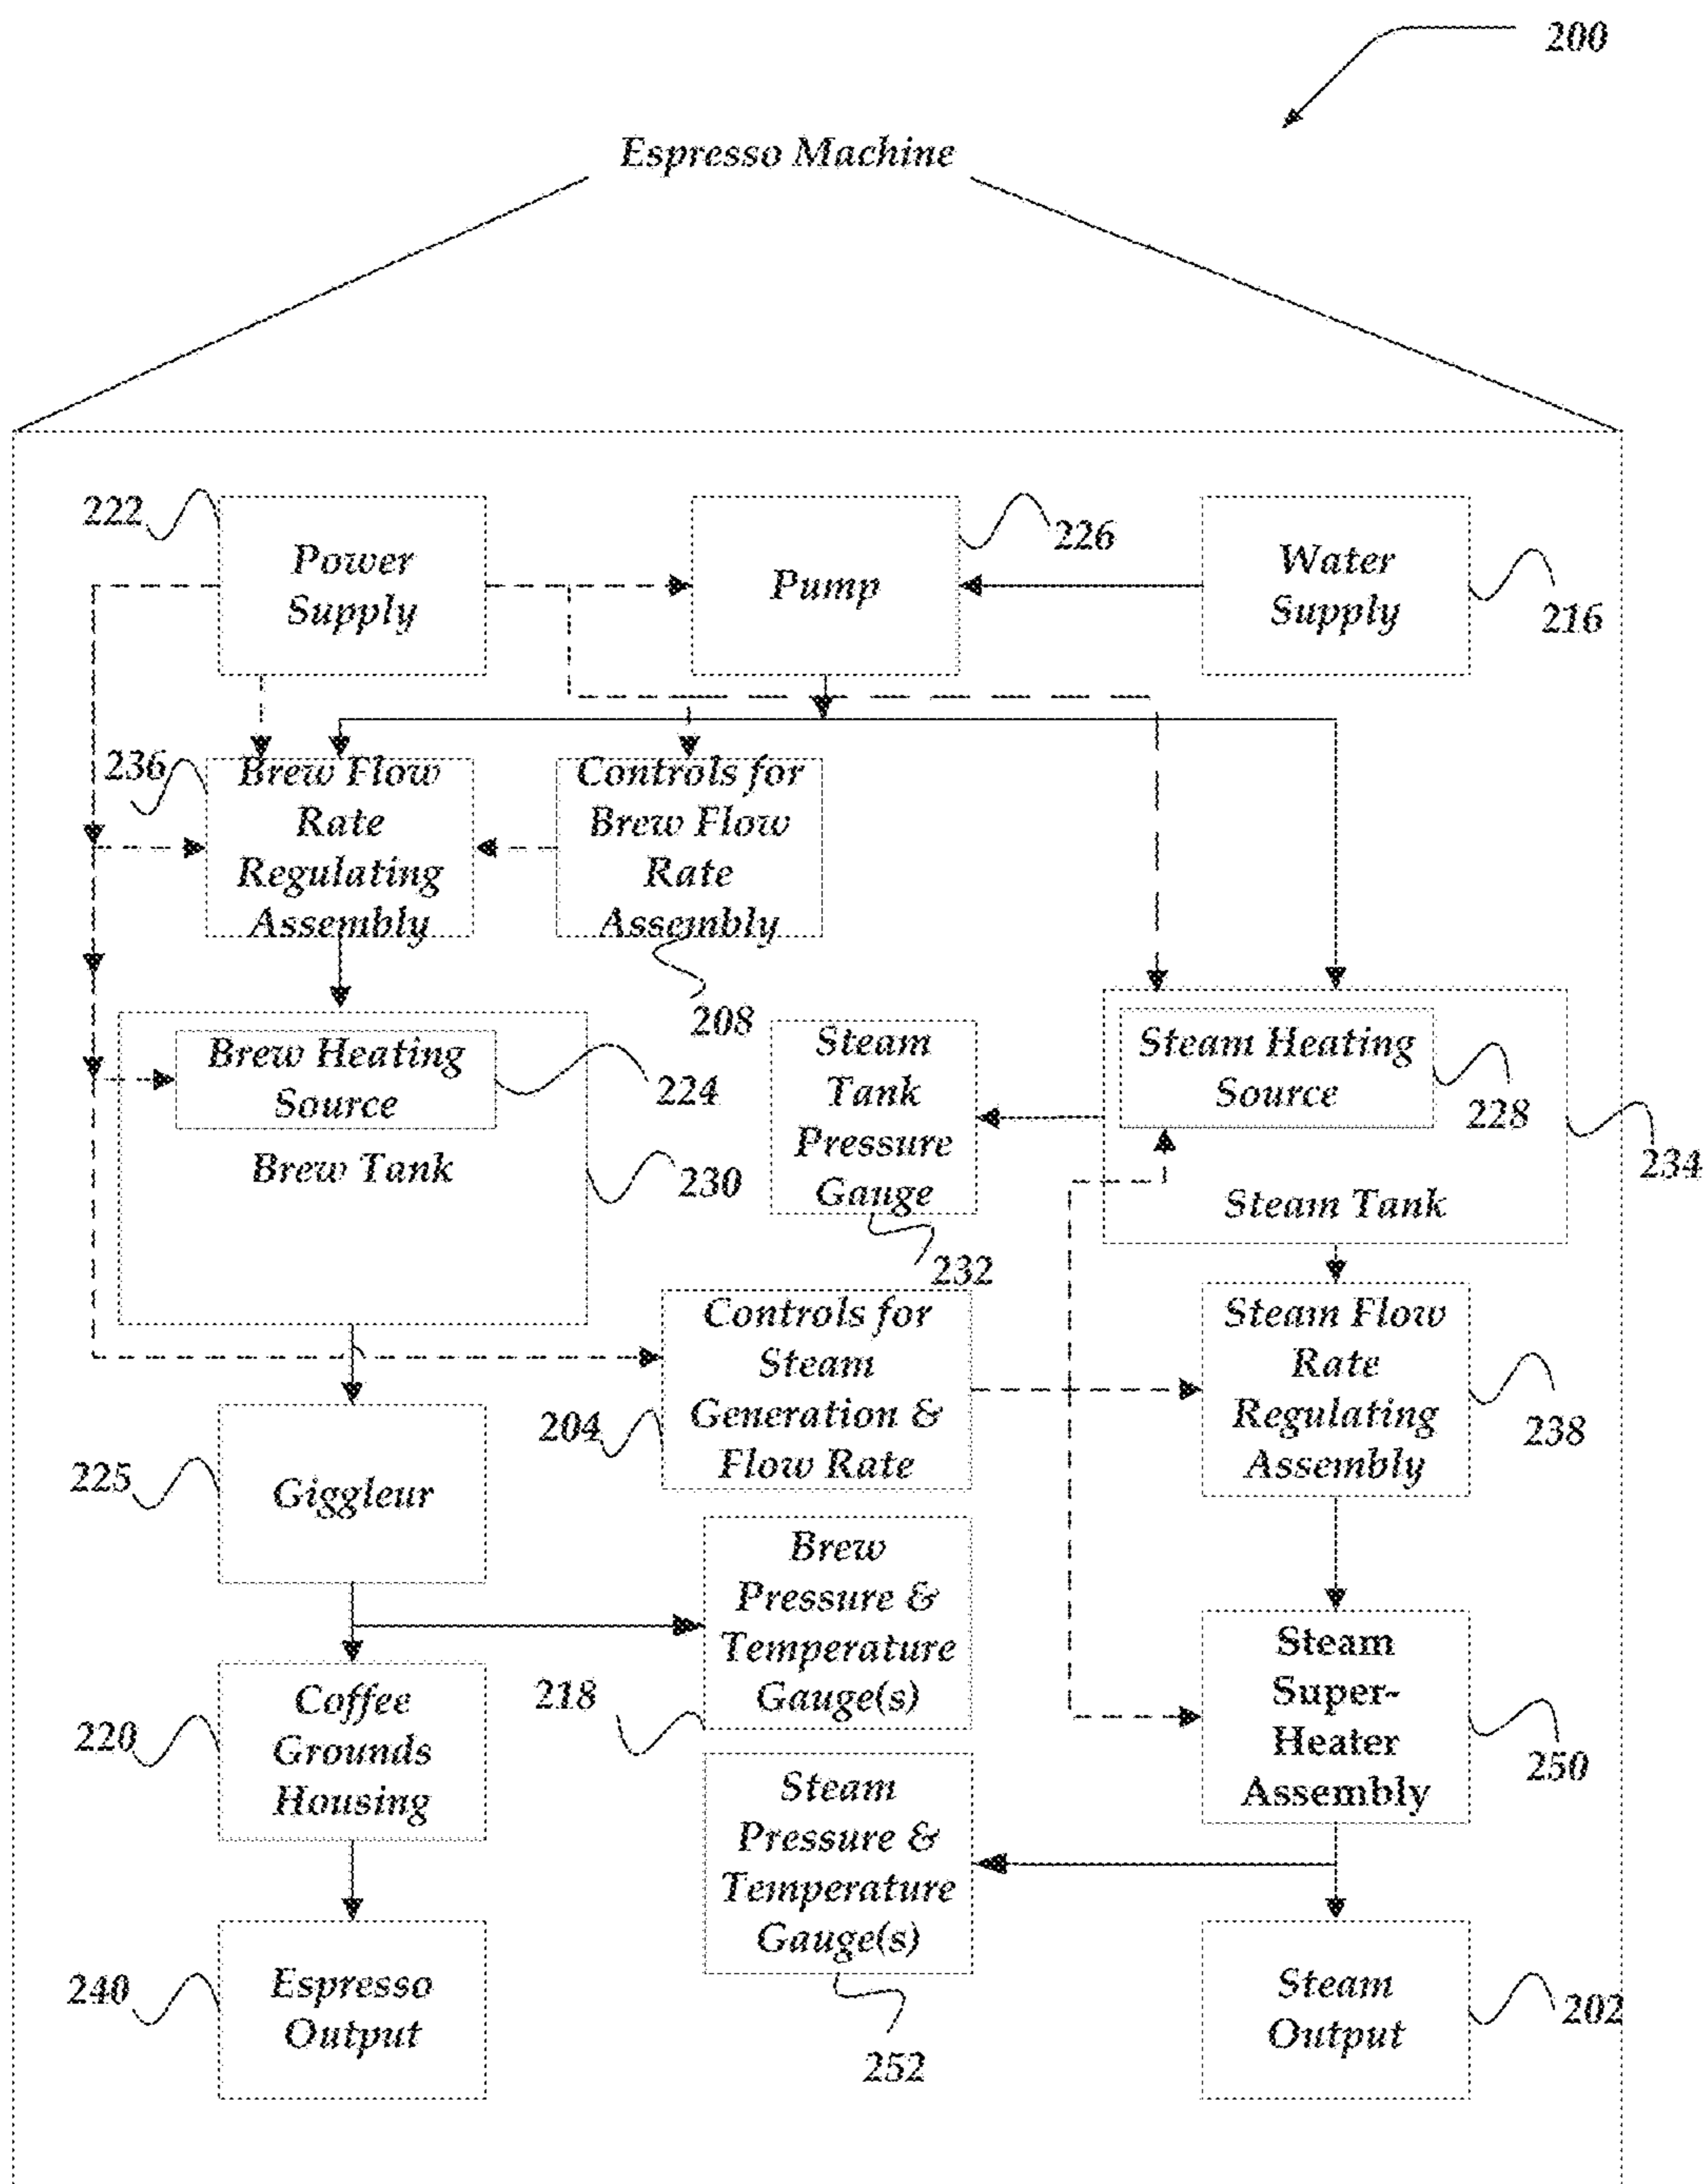 200
Espresso Machine
222
Power
Supply
Pump
226
Water
Supply
216
236
Brew Flow
Rate
Regulating
Assembly
Controls for
Brew Flow
Rate
Assembly
208
Brew Heating
Source
224
Brew Tank
230
Steam
Tank
Pressure
Gauge
232
Steam Heating
Source
228
Steam Tank
234
Controls for
Steam
Generation &
Flow Rate
204
Steam Flow
Rate
Regulating
Assembly
238
225
Giggleur
Brew
Pressure &
Temperature
Gauge(s)
218
Steam
Super-
Heater
Assembly
250
220
Coffee
Grounds
Housing
Steam
Pressure &
Temperature
Gauge(s)
252
240
Espresso
Output
Steam
Output
202